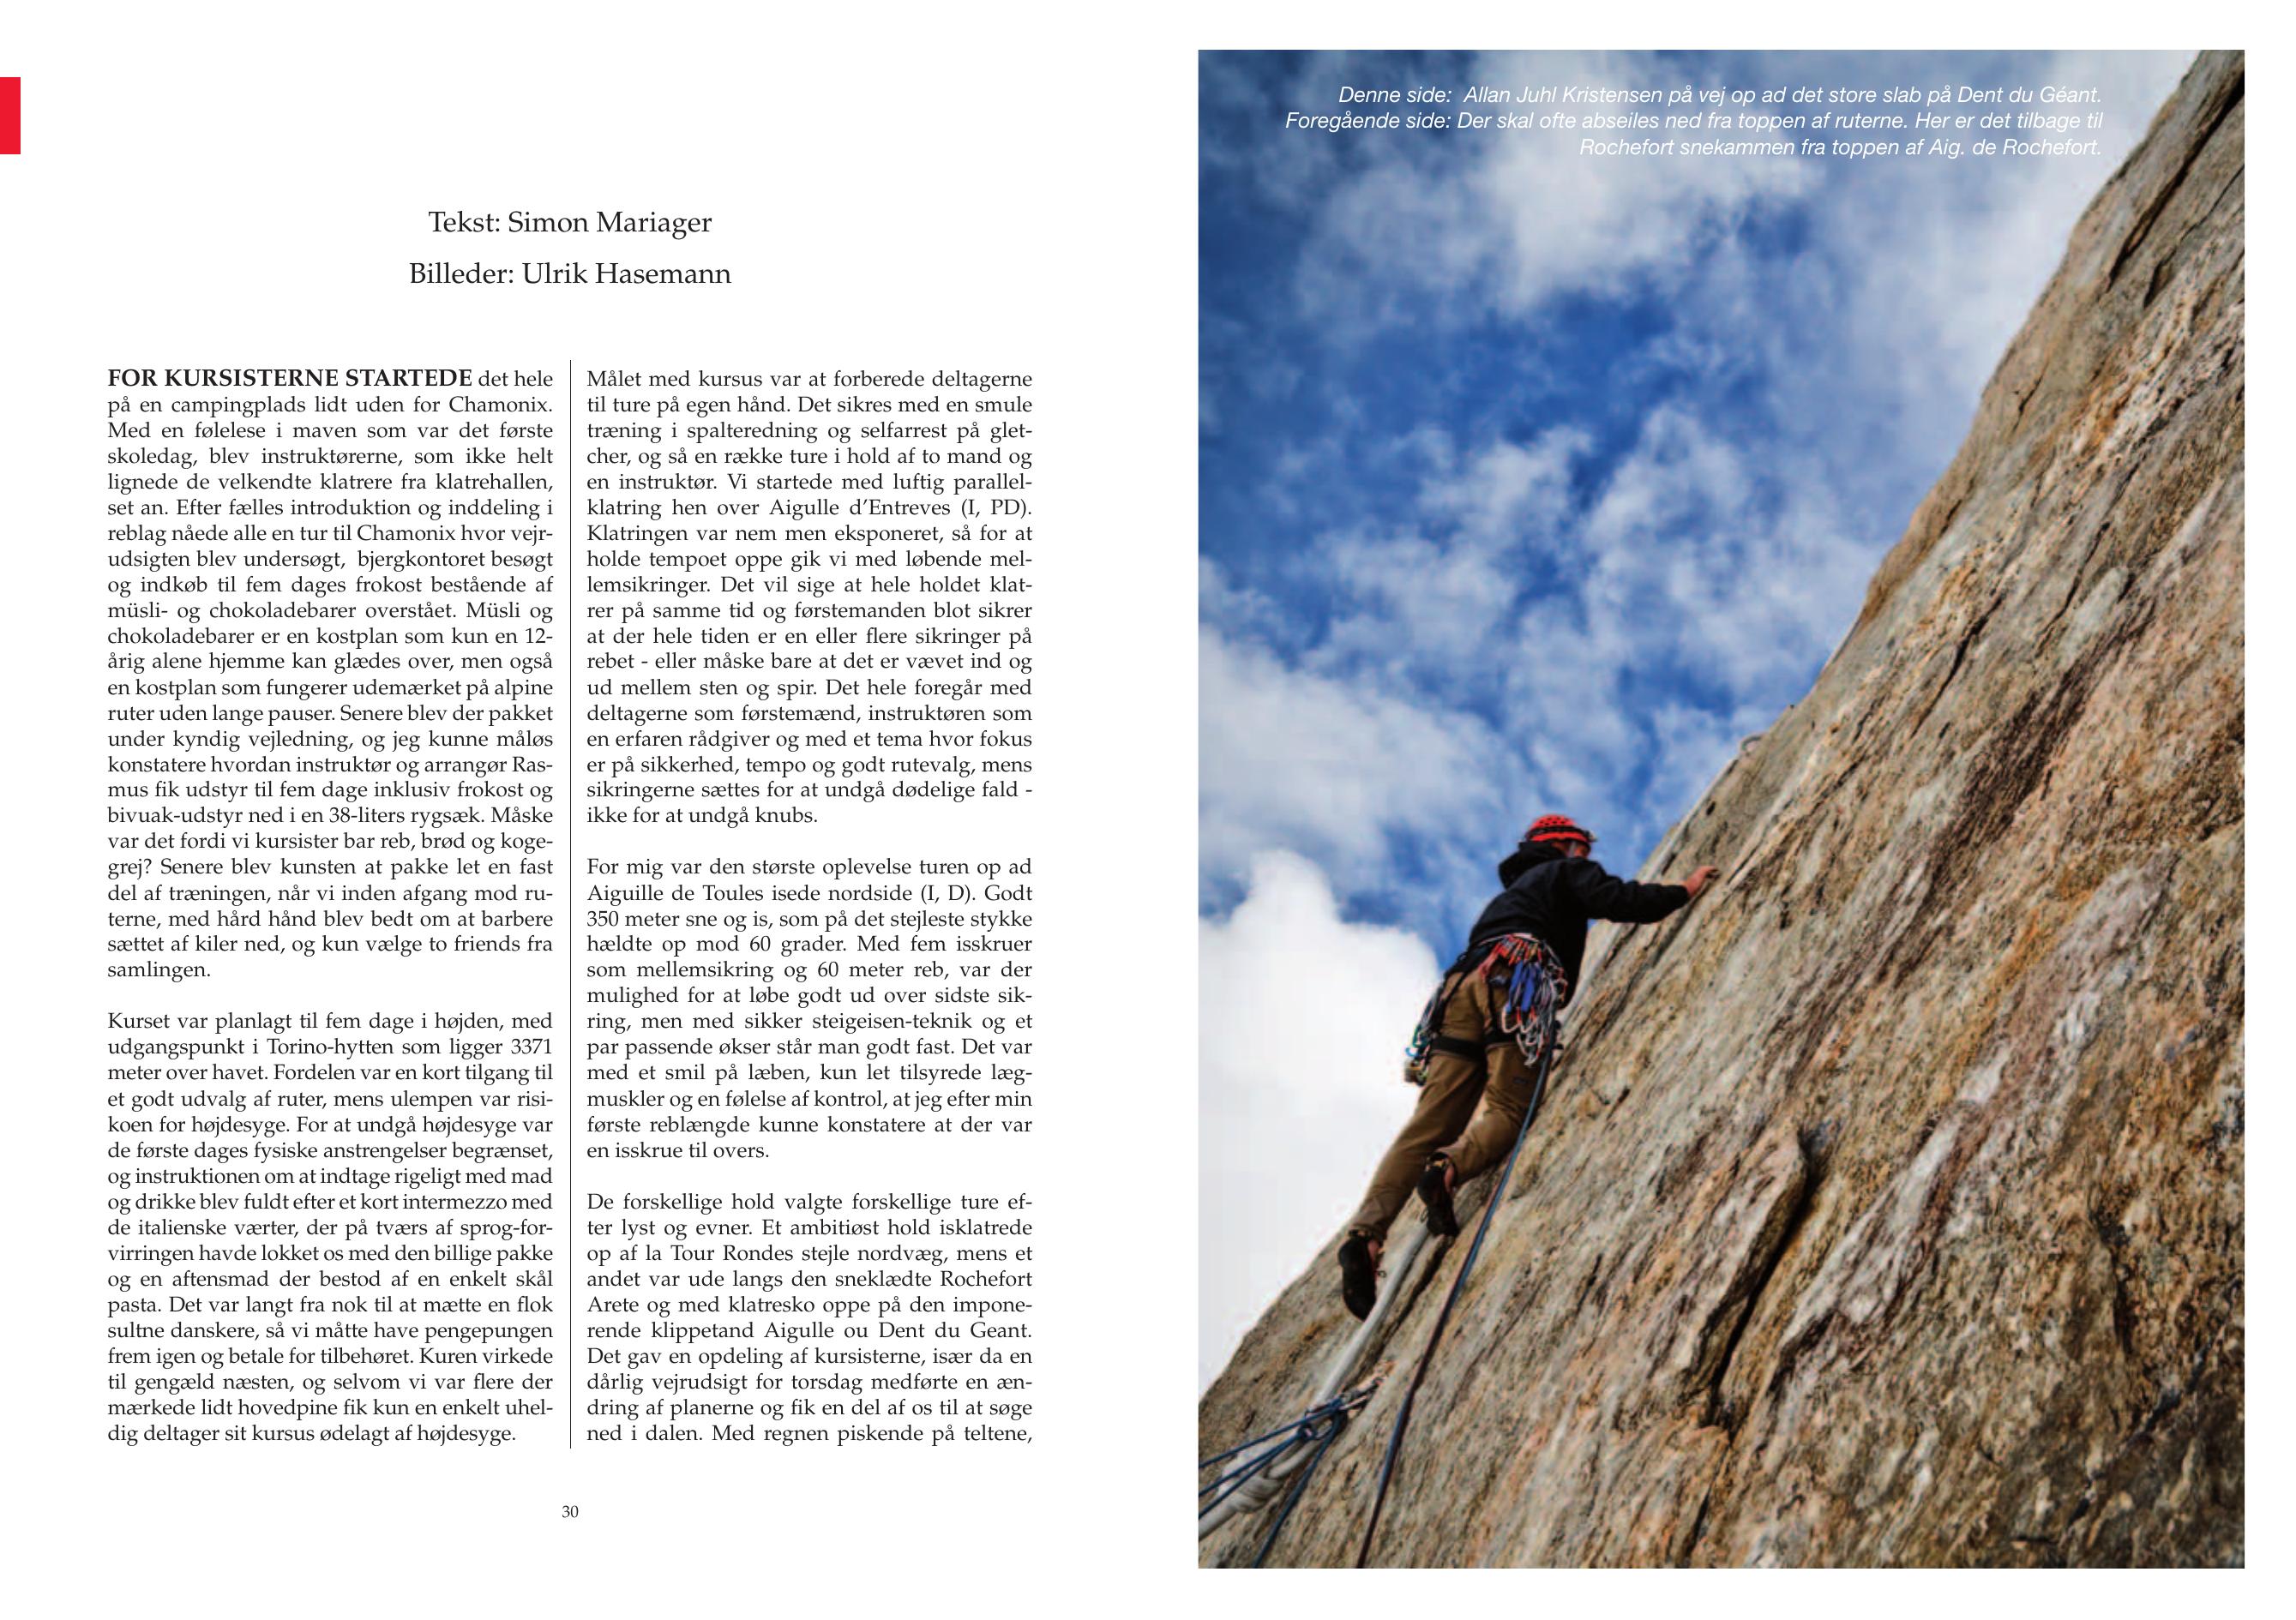 Tekst: Simon Mariager
Billeder: Ulrik Hasemann
FOR KURSISTERNE STARTEDE det hele
på en campingplads lidt uden for Chamonix.
Med en følelese i maven som var det første
skoledag, blev instruktørerne, som ikke helt
lignede de velkendte klatrere fra klatrehallen,
set an. Efter fælles introduktion og inddeling i
reblag nåede alle en tur til Chamonix hvor vejr-
udsigten blev undersøgt, bjergkontoret besøgt
og indkøb til fem dages frokost bestående af
müsli- og chokoladebarer overstået. Müsli og
chokoladebarer er en kostplan som kun en 12-
årig alene hjemme kan glædes over, men også
en kostplan som fungerer udemærket på alpine
ruter uden lange pauser. Senere blev der pakket
under kyndig vejledning, og jeg kunne måløs
konstatere hvordan instruktør og arrangør Ras-
mus fik udstyr til fem dage inklusiv frokost og
bivuak-udstyr ned i en 38-liters rygsæk. Måske
var det fordi vi kursister bar reb, brød og koge-
grej? Senere blev kunsten at pakke let en fast
del af træningen, når vi inden afgang mod ru-
terne, med hård hånd blev bedt om at barbere
sættet af kiler ned, og kun vælge to friends fra
samlingen.
Kurset var planlagt til fem dage i højden, med
udgangspunkt i Torino-hytten som ligger 3371
meter over havet. Fordelen var en kort tilgang til
et godt udvalg af ruter, mens ulempen var risi-
koen for højdesyge. For at undgå højdesyge var
de første dages fysiske anstrengelser begrænset,
og instruktionen om at indtage rigeligt med mad
og drikke blev fuldt efter et kort intermezzo med
de italienske værter, der på tværs af sprog-for-
virringen havde lokket os med den billige pakke
og en aftensmad der bestod af en enkelt skål
pasta. Det var langt fra nok til at mætte en flok
sultne danskere, så vi måtte have pengepungen
frem igen og betale for tilbehøret. Kuren virkede
til gengæld næsten, og selvom vi var flere der
mærkede lidt hovedpine fik kun en enkelt uhel-
dig deltager sit kursus ødelagt af højdesyge.
Målet med kursus var at forberede deltagerne
til ture på egen hånd. Det sikres med en smule
træning i spalteredning og selfarrest på glet-
cher, og så en række ture i hold af to mand og
en instruktør. Vi startede med luftig parallel-
klatring hen over Aigulle d’Entreves (I, PD).
Klatringen var nem men eksponeret, så for at
holde tempoet oppe gik vi med løbende mel-
lemsikringer. Det vil sige at hele holdet klat-
rer på samme tid og førstemanden blot sikrer
at der hele tiden er en eller flere sikringer på
rebet - eller måske bare at det er vævet ind og
ud mellem sten og spir. Det hele foregår med
deltagerne som førstemænd, instruktøren som
en erfaren rådgiver og med et tema hvor fokus
er på sikkerhed, tempo og godt rutevalg, mens
sikringerne sættes for at undgå dødelige fald -
ikke for at undgå knubs.
For mig var den største oplevelse turen op ad
Aiguille de Toules isede nordside (I, D). Godt
350 meter sne og is, som på det stejleste stykke
hældte op mod 60 grader. Med fem isskruer
som mellemsikring og 60 meter reb, var der
mulighed for at løbe godt ud over sidste sik-
ring, men med sikker steigeisen-teknik og et
par passende økser står man godt fast. Det var
med et smil på læben, kun let tilsyrede læg-
muskler og en følelse af kontrol, at jeg efter min
første reblængde kunne konstatere at der var
en isskrue til overs.
De forskellige hold valgte forskellige ture ef-
ter lyst og evner. Et ambitiøst hold isklatrede
op af la Tour Rondes stejle nordvæg, mens et
andet var ude langs den sneklædte Rochefort
Arete og med klatresko oppe på den impone-
rende klippetand Aigulle ou Dent du Geant.
Det gav en opdeling af kursisterne, især da en
dårlig vejrudsigt for torsdag medførte en æn-
dring af planerne og fik en del af os til at søge
ned i dalen. Med regnen piskende på teltene,
30
Denne side: Allan Juhl Kristensen på vej op ad det store slab på Dent du Géant.
Foregående side: Der skal ofte abseiles ned fra toppen af ruterne. Her er det tilbage til
Rochefort snekammen fra toppen af Aig. de Rochefort.